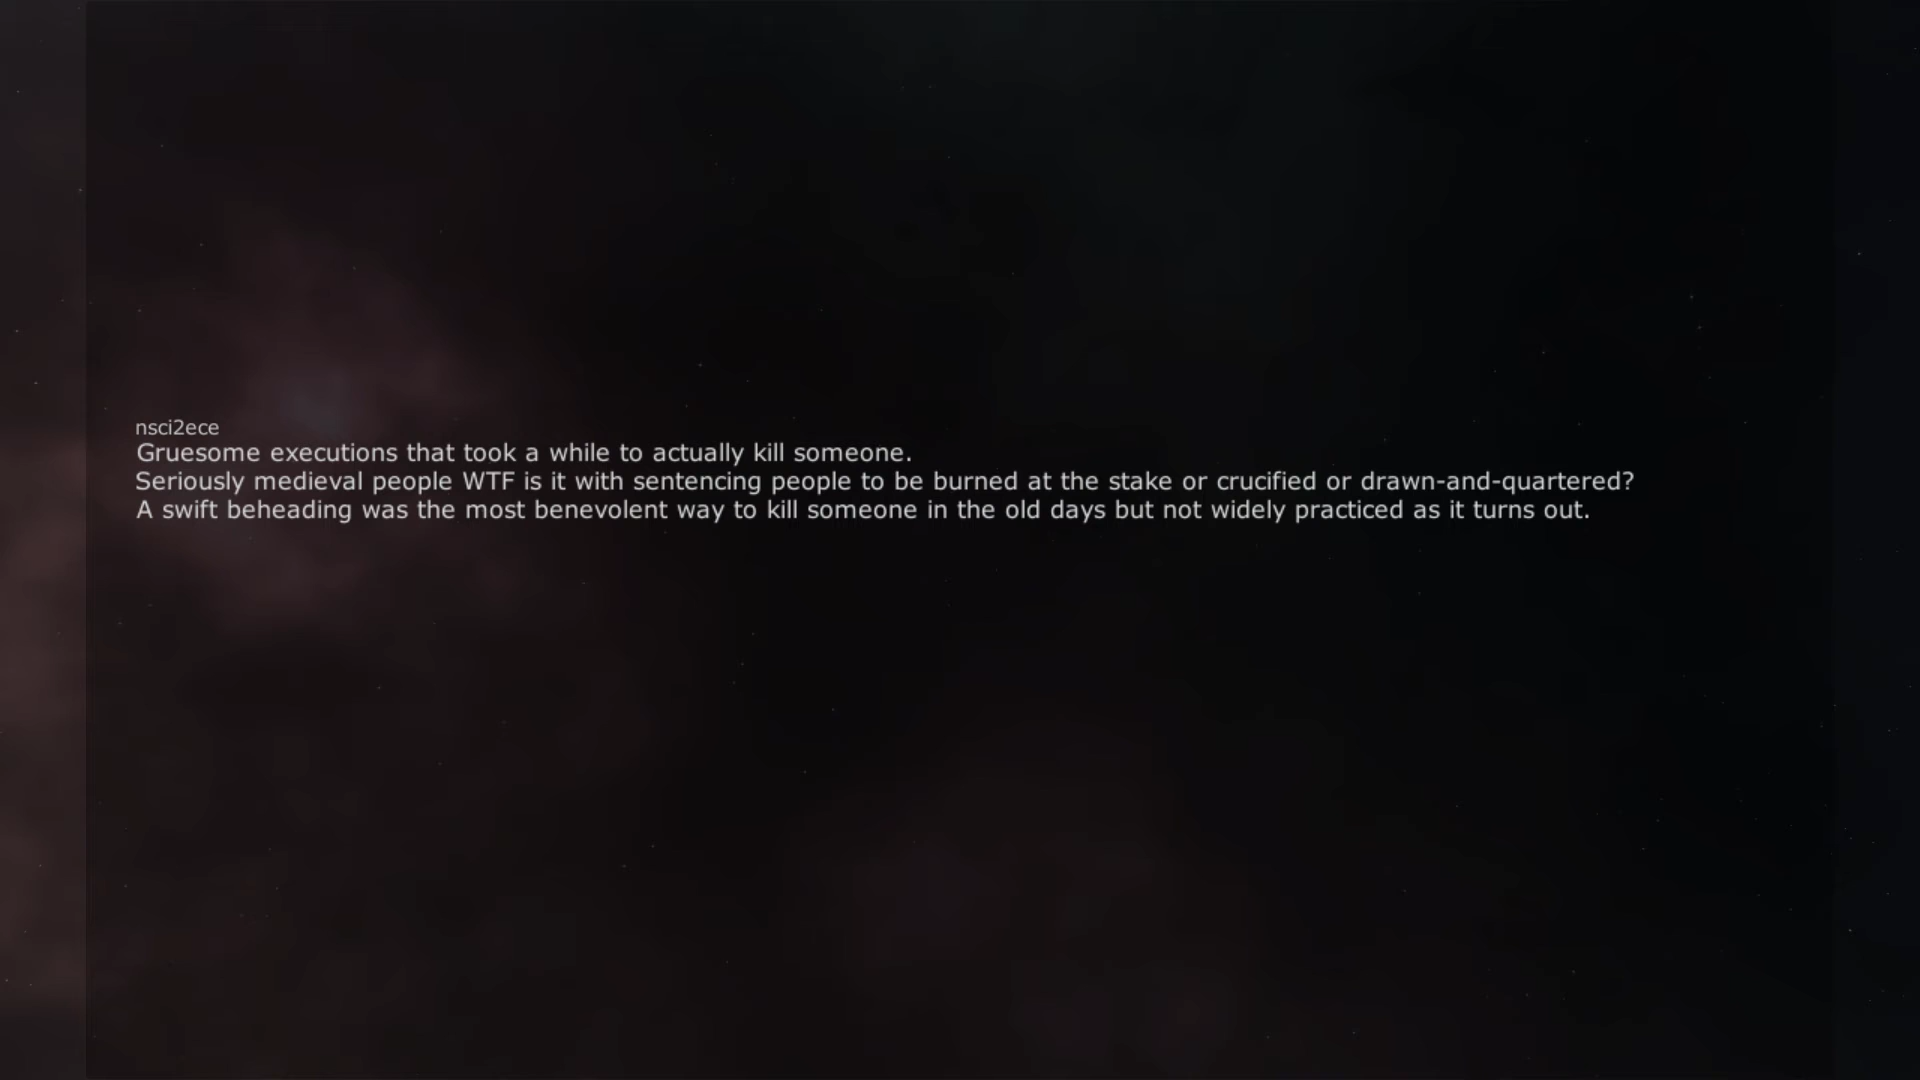 nsci2ece
Gruesome executions that took a while to actually kill someone.
Seriously medieval people WTF is it with sentencing people to be burned at the stake or crucified or drawn-and-quartered?
A swift beheading was the most benevolent way to kill someone in the old days but not widely practiced as it turns out.